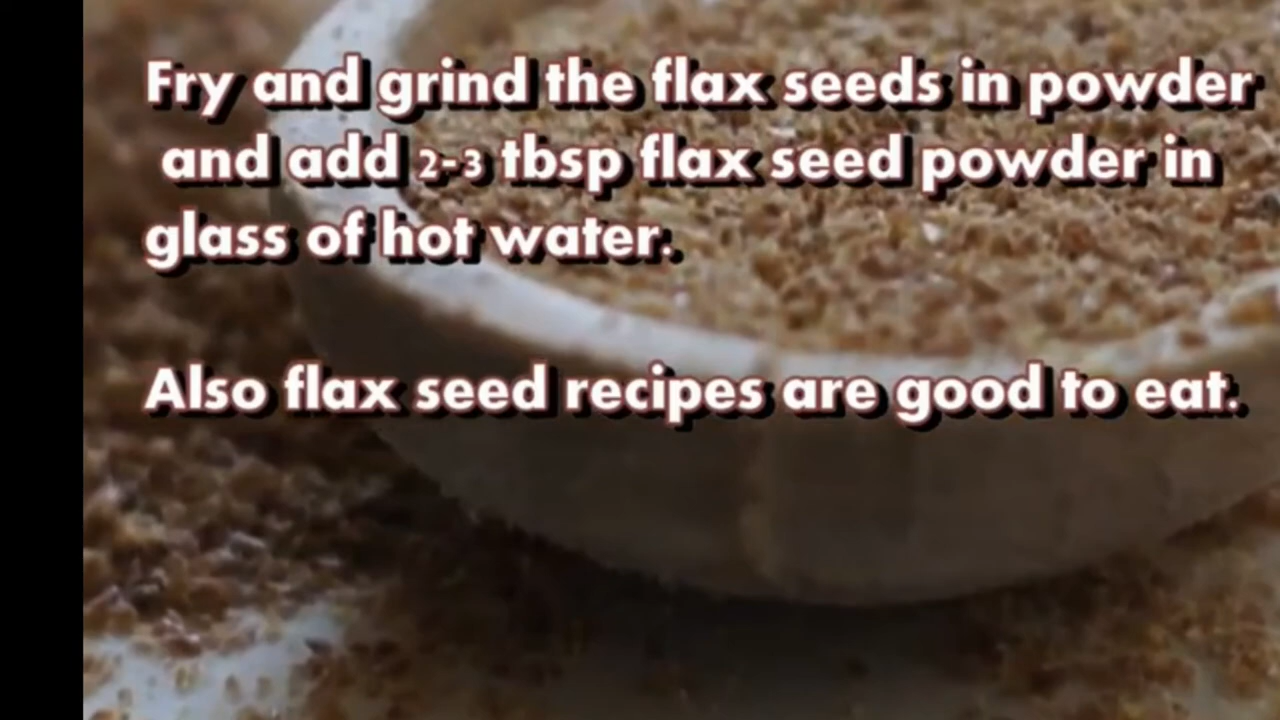 Fry and grind the flax seeds in powder
and add 2-3 tbsp flax seed powder in
glass of hot water.
Also flax seed recipes are good to eat.